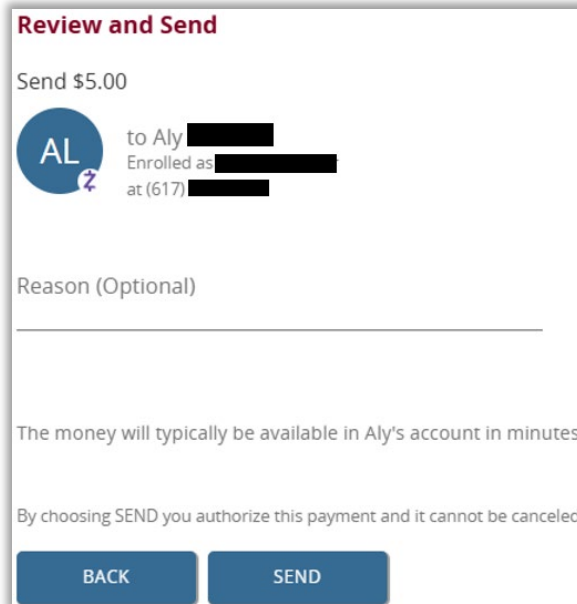 Review and Send
Send $5.00
AL
to Aly
Enrolled as
at (617)
Reason (Optional)
The money will typically be available in Aly's account in minutes
By choosing SEND you authorize this payment and it cannot be canceled
BACK SEND